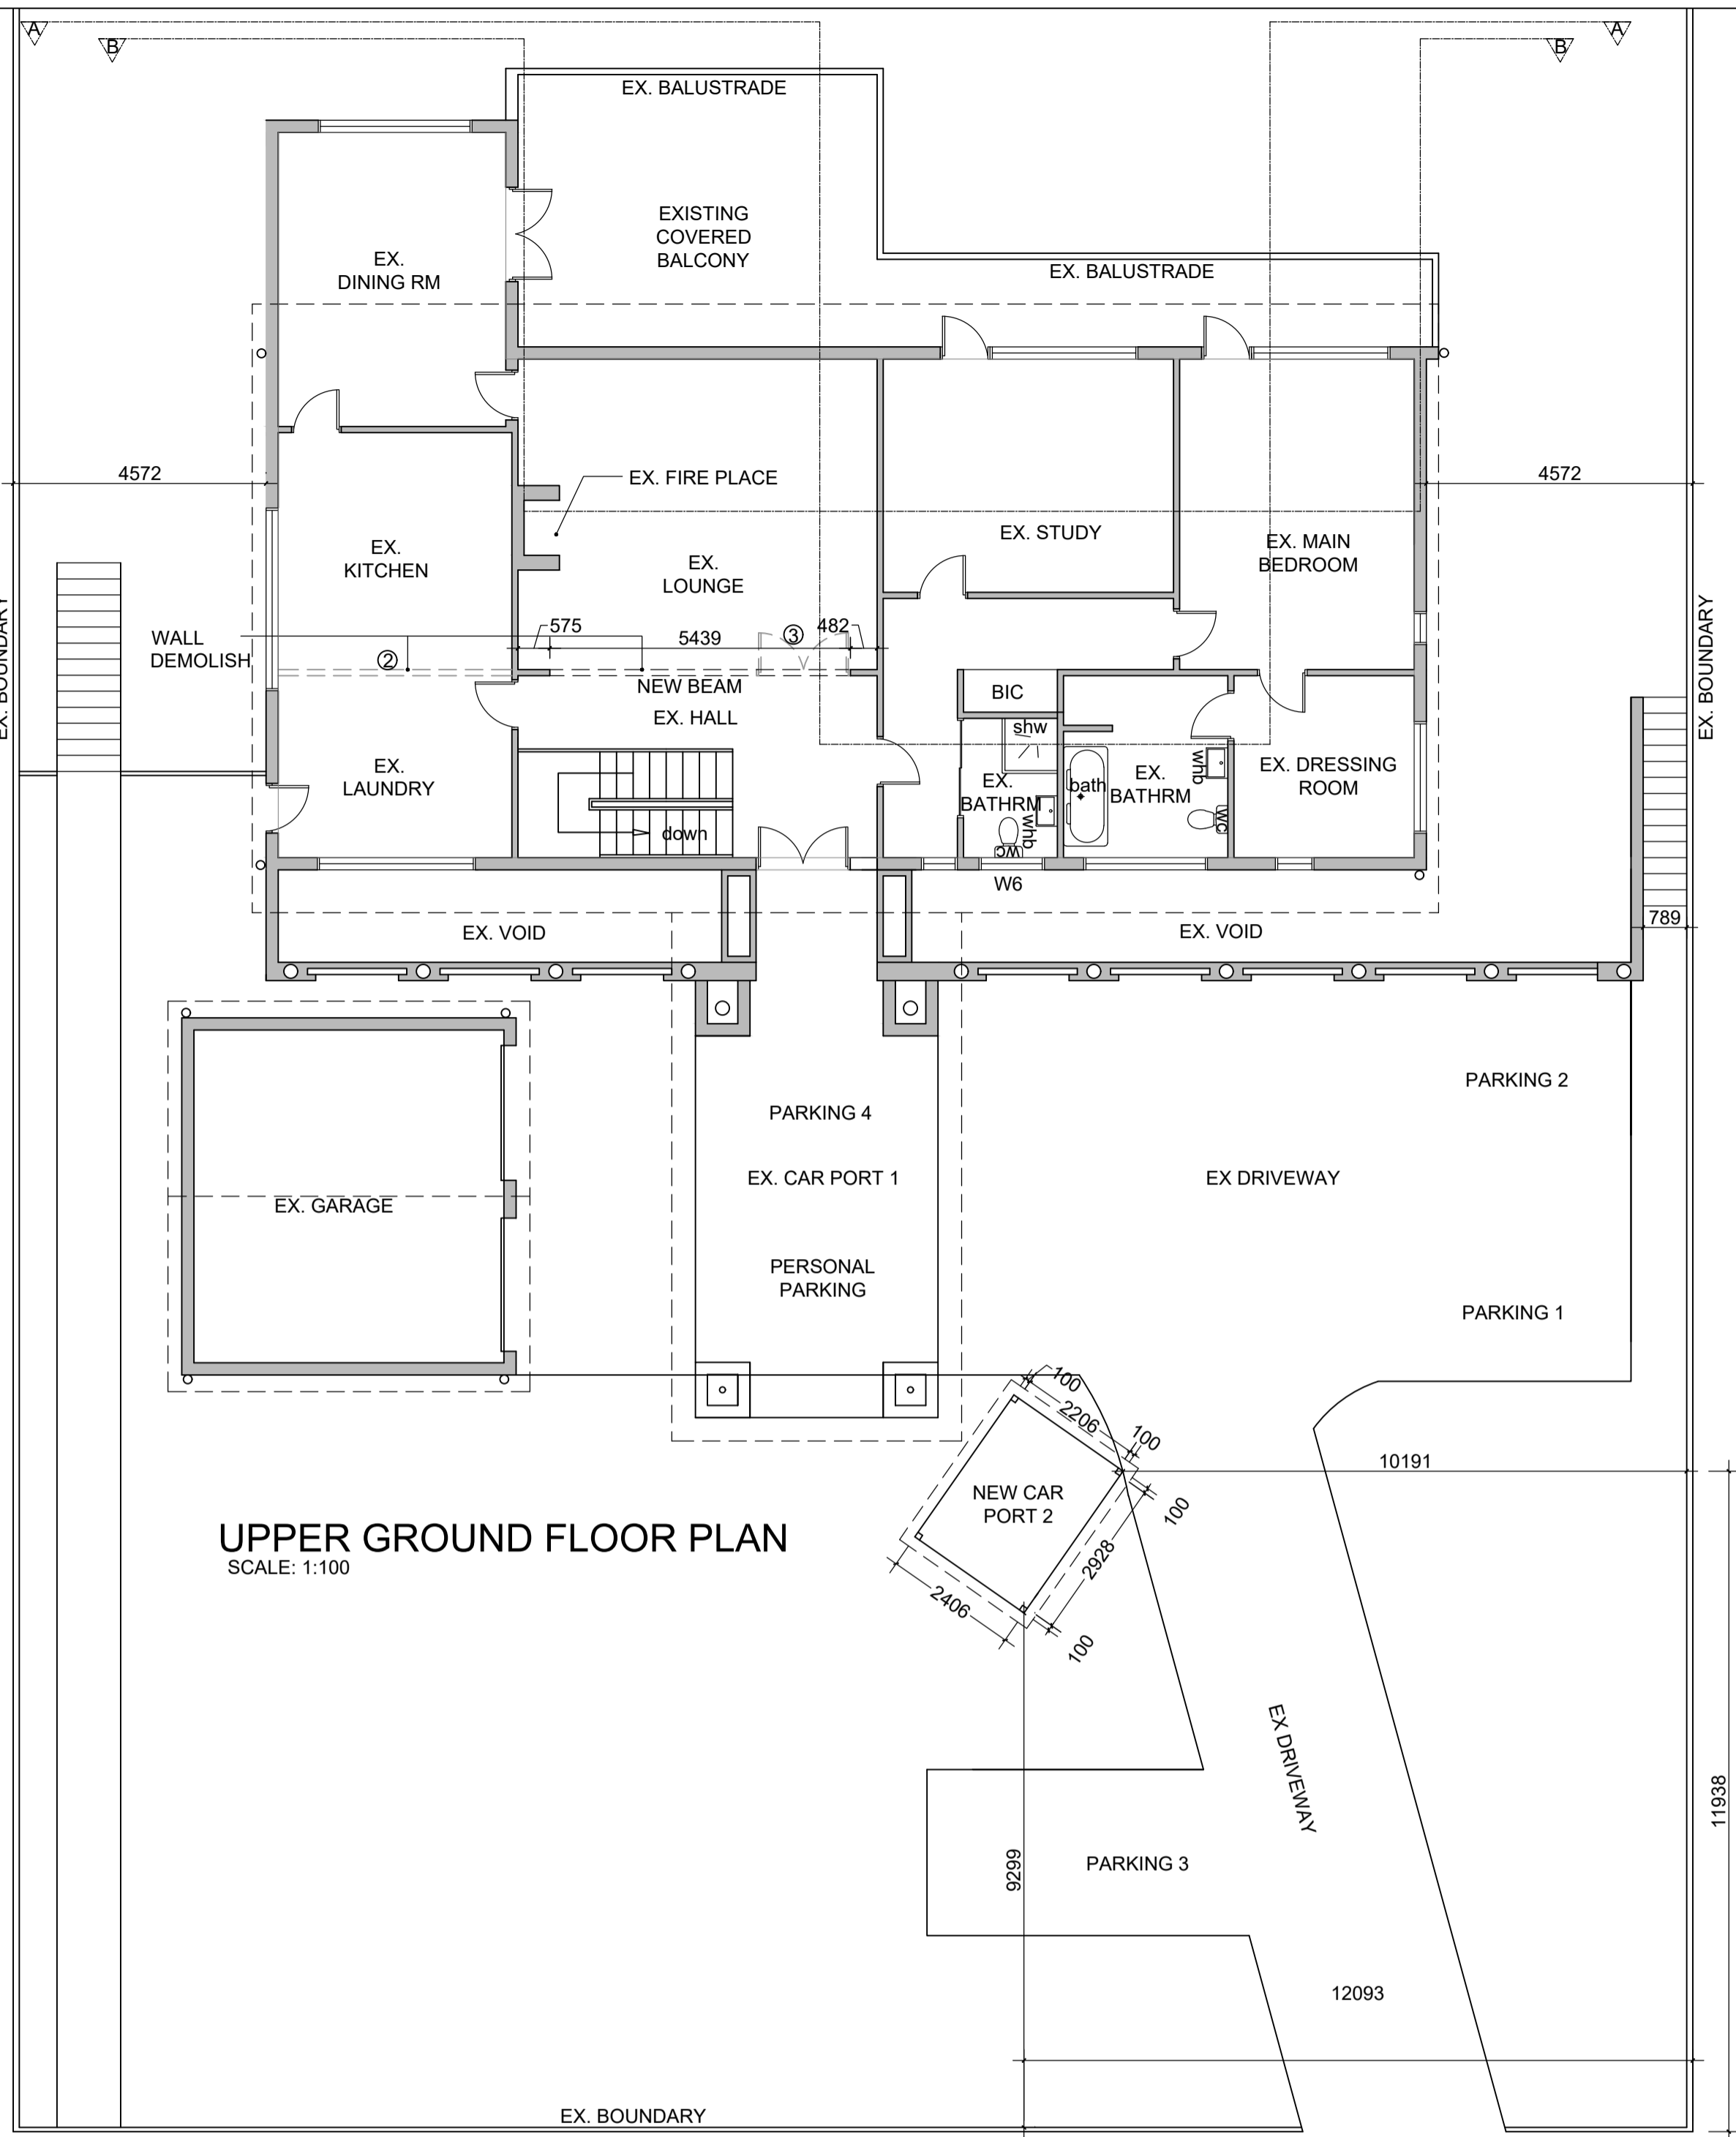 A
A
B
B
EX. BALUSTRADE
EXISTING
COVERED
BALCONY
EX.
DINING RM
EX. BALUSTRADE
4572
4572
EX. FIRE PLACE
EX.
KITCHEN
EX.
LOUNGE
EX. STUDY
EX. MAIN
BEDROOM
EX. BOUNDARY
EX. BOUNDARY
WALL
DEMOLISH
②
575
5439
③
482
NEW BEAM
EX. HALL
BIC
shw
EX.
LAUNDRY
down
EX.
BATHRM
whb
wc
bath
EX.
BATHRM
whb
WC
EX. DRESSING
ROOM
W6
EX. VOID
EX. VOID
789
PARKING 2
PARKING 4
EX. CAR PORT 1
EX DRIVEWAY
EX. GARAGE
PERSONAL
PARKING
PARKING 1
100
2206
100
10191
NEW CAR
PORT 2
100
2928
2406
100
UPPER GROUND FLOOR PLAN
SCALE: 1:100
EX DRIVEWAY
11938
9299
PARKING 3
12093
EX. BOUNDARY